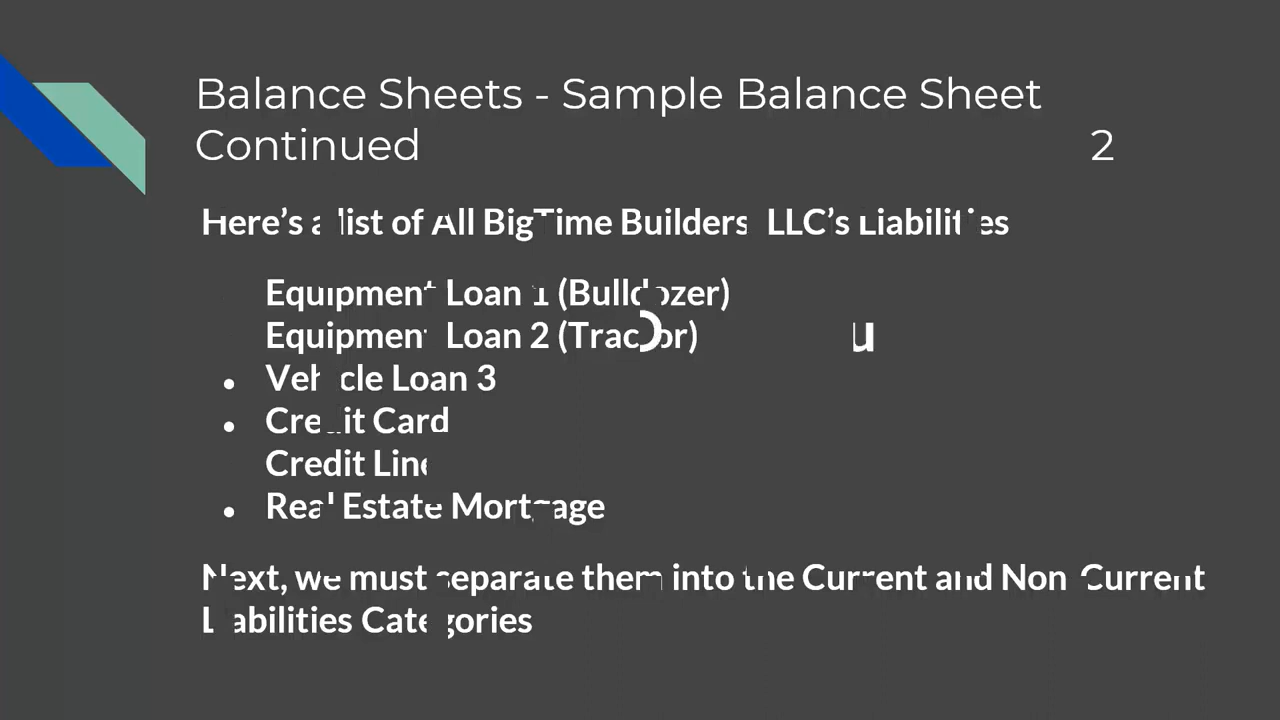 Balance Sheets - Sample Balance Sheet
Continued 2
Here's a list of All BigTime Builders LLC's Liabilities
Equipment Loan 1 (Bulldozer)
Equipment Loan 2 (Tractor)
• Vehicle Loan 3
• Credit Card
Credit Line
• Real Estate Mortgage
Next, we must separate them into the Current and Non Current
Liabilities Categories